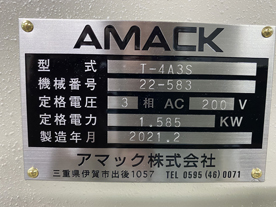 AMACK
型式 T-4A3S
機械番号 22-583
定格電圧 3 相 AC 200 V
定格電力 1.585 KW
製造年月 2021.2
アマック株式会社
三重県伊賀市出後1057 TEL 0595(46)0071